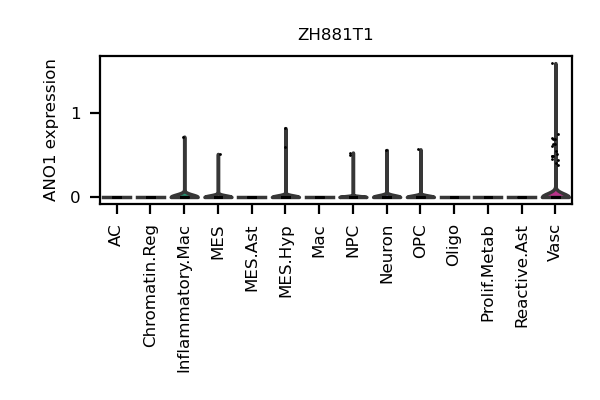 ZH881T1
ANO1 expression
1
0
AC
Chromatin.Reg
Inflammatory.Mac
MES
MES.Ast
MES.Hyp
Mac
NPC
Neuron
OPC
Oligo
Prolif.Metab
Reactive.Ast
Vasc